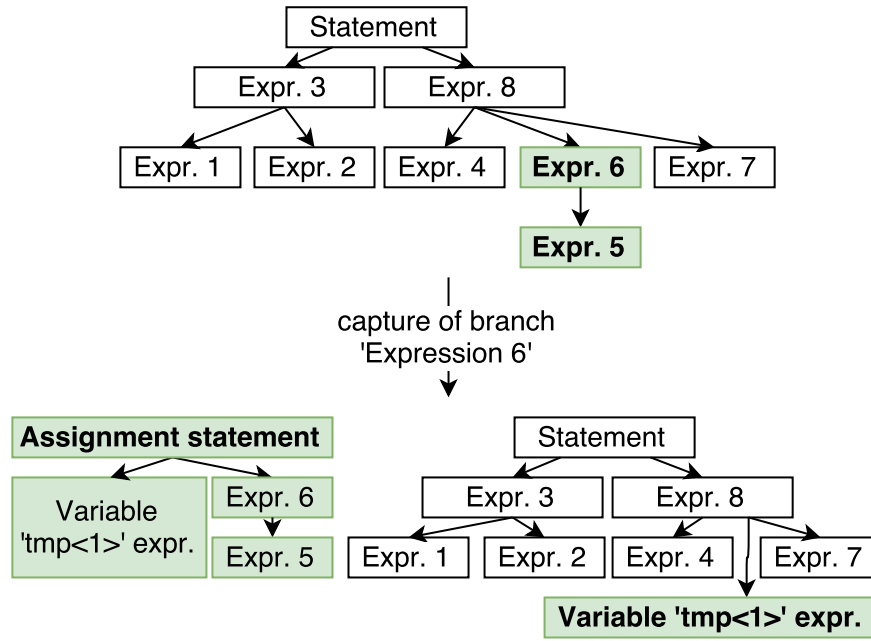 Statement
Expr. 3
Expr. 8
Expr. 1
Expr. 2
Expr. 4
Expr. 6
Expr. 7
Expr. 5
capture of branch
'Expression 6'
Assignment statement
Variable
'tmp<1>' expr.
Expr. 6
Expr. 5
Statement
Expr. 3
Expr. 8
Expr. 1
Expr. 2
Expr. 4
Expr. 7
Variable 'tmp<1>' expr.